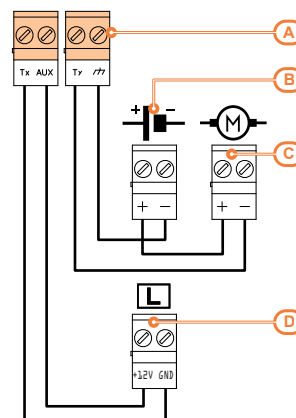 A
Tx AUX Ty
B
+ −
M
C
+ − + −
L
D
+12V GND